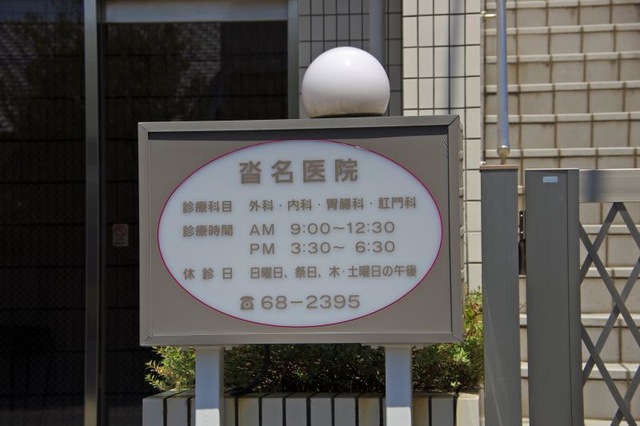 沓名医院
診療科目 外科・内科・胃腸科・肛門科
診療時間 AM 9:00～12:30
PM 3:30～ 6:30
休診日 日曜日、祭日、木・土曜日の午後
☎68-2395